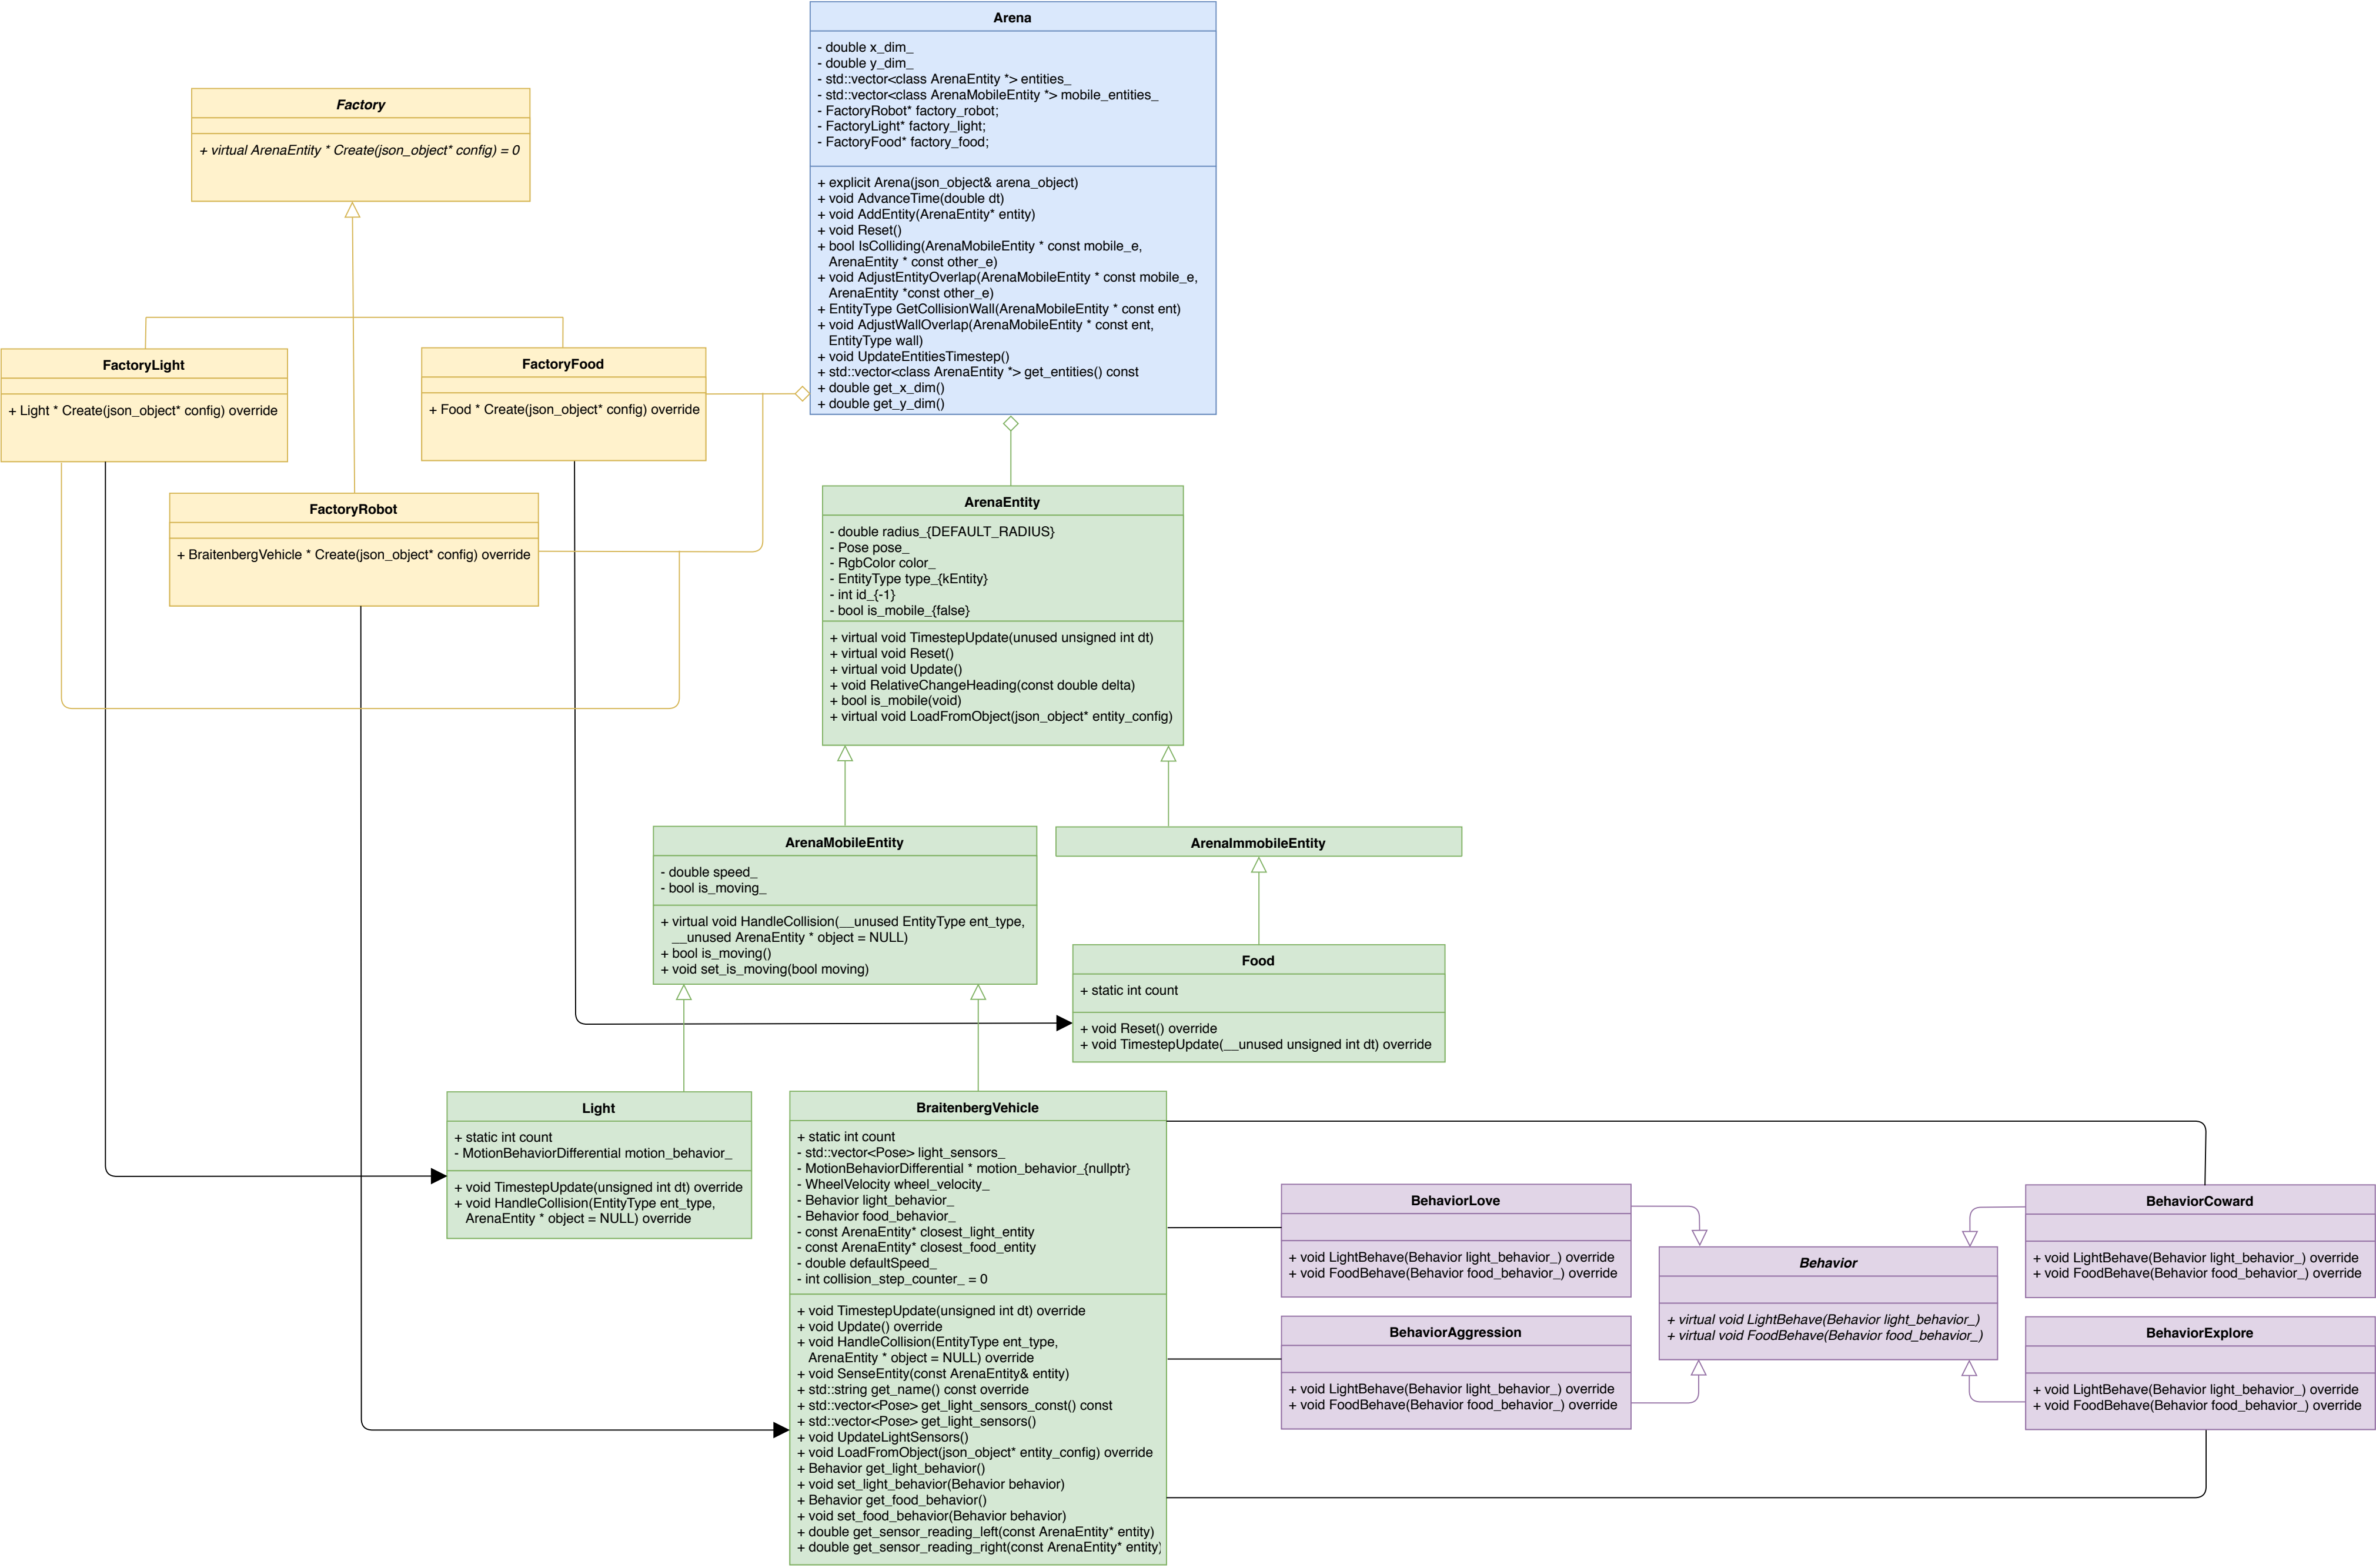 Arena
- double x_dim_
- double y_dim_
- std::vector<class ArenaEntity *> entities_
- std::vector<class ArenaMobileEntity *> mobile_entities_
- FactoryRobot* factory_robot;
- FactoryLight* factory_light;
- FactoryFood* factory_food;
+ explicit Arena(json_object& arena_object)
+ void AdvanceTime(double dt)
+ void AddEntity(ArenaEntity* entity)
+ void Reset()
+ bool IsColliding(ArenaMobileEntity * const mobile_e,
ArenaEntity * const other_e)
+ void AdjustEntityOverlap(ArenaMobileEntity * const mobile_e,
ArenaEntity *const other_e)
+ EntityType GetCollisionWall(ArenaMobileEntity * const ent)
+ void AdjustWallOverlap(ArenaMobileEntity * const ent,
EntityType wall)
+ void UpdateEntitiesTimestep()
+ std::vector<class ArenaEntity *> get_entities() const
+ double get_x_dim()
+ double get_y_dim()
Factory
+ virtual ArenaEntity * Create(json_object* config) = 0
FactoryLight
+ Light * Create(json_object* config) override
FactoryFood
+ Food * Create(json_object* config) override
FactoryRobot
+ BraitenbergVehicle * Create(json_object* config) override
ArenaEntity
- double radius_{DEFAULT_RADIUS}
- Pose pose_
- RgbColor color_
- EntityType type_{kEntity}
- int id_{-1}
- bool is_mobile_{false}
+ virtual void TimestepUpdate(unused unsigned int dt)
+ virtual void Reset()
+ virtual void Update()
+ void RelativeChangeHeading(const double delta)
+ bool is_mobile(void)
+ virtual void LoadFromObject(json_object* entity_config)
ArenaMobileEntity
- double speed_
- bool is_moving_
+ virtual void HandleCollision(__unused EntityType ent_type,
__unused ArenaEntity * object = NULL)
+ bool is_moving()
+ void set_is_moving(bool moving)
ArenaImmobileEntity
Food
+ static int count
+ void Reset() override
+ void TimestepUpdate(__unused unsigned int dt) override
Light
+ static int count
- MotionBehaviorDifferential motion_behavior_
+ void TimestepUpdate(unsigned int dt) override
+ void HandleCollision(EntityType ent_type,
ArenaEntity * object = NULL) override
BraitenbergVehicle
+ static int count
- std::vector<Pose> light_sensors_
- MotionBehaviorDifferential * motion_behavior_{nullptr}
- WheelVelocity wheel_velocity_
- Behavior light_behavior_
- Behavior food_behavior_
- const ArenaEntity* closest_light_entity
- const ArenaEntity* closest_food_entity
- double defaultSpeed_
- int collision_step_counter_ = 0
+ void TimestepUpdate(unsigned int dt) override
+ void Update() override
+ void HandleCollision(EntityType ent_type,
ArenaEntity * object = NULL) override
+ void SenseEntity(const ArenaEntity& entity)
+ std::string get_name() const override
+ std::vector<Pose> get_light_sensors_const() const
+ std::vector<Pose> get_light_sensors()
+ void UpdateLightSensors()
+ void LoadFromObject(json_object* entity_config) override
+ Behavior get_light_behavior()
+ void set_light_behavior(Behavior behavior)
+ Behavior get_food_behavior()
+ void set_food_behavior(Behavior behavior)
+ double get_sensor_reading_left(const ArenaEntity* entity)
+ double get_sensor_reading_right(const ArenaEntity* entity)
BehaviorLove
+ void LightBehave(Behavior light_behavior_) override
+ void FoodBehave(Behavior food_behavior_) override
BehaviorAggression
+ void LightBehave(Behavior light_behavior_) override
+ void FoodBehave(Behavior food_behavior_) override
Behavior
+ virtual void LightBehave(Behavior light_behavior_)
+ virtual void FoodBehave(Behavior food_behavior_)
BehaviorCoward
+ void LightBehave(Behavior light_behavior_) override
+ void FoodBehave(Behavior food_behavior_) override
BehaviorExplore
+ void LightBehave(Behavior light_behavior_) override
+ void FoodBehave(Behavior food_behavior_) override